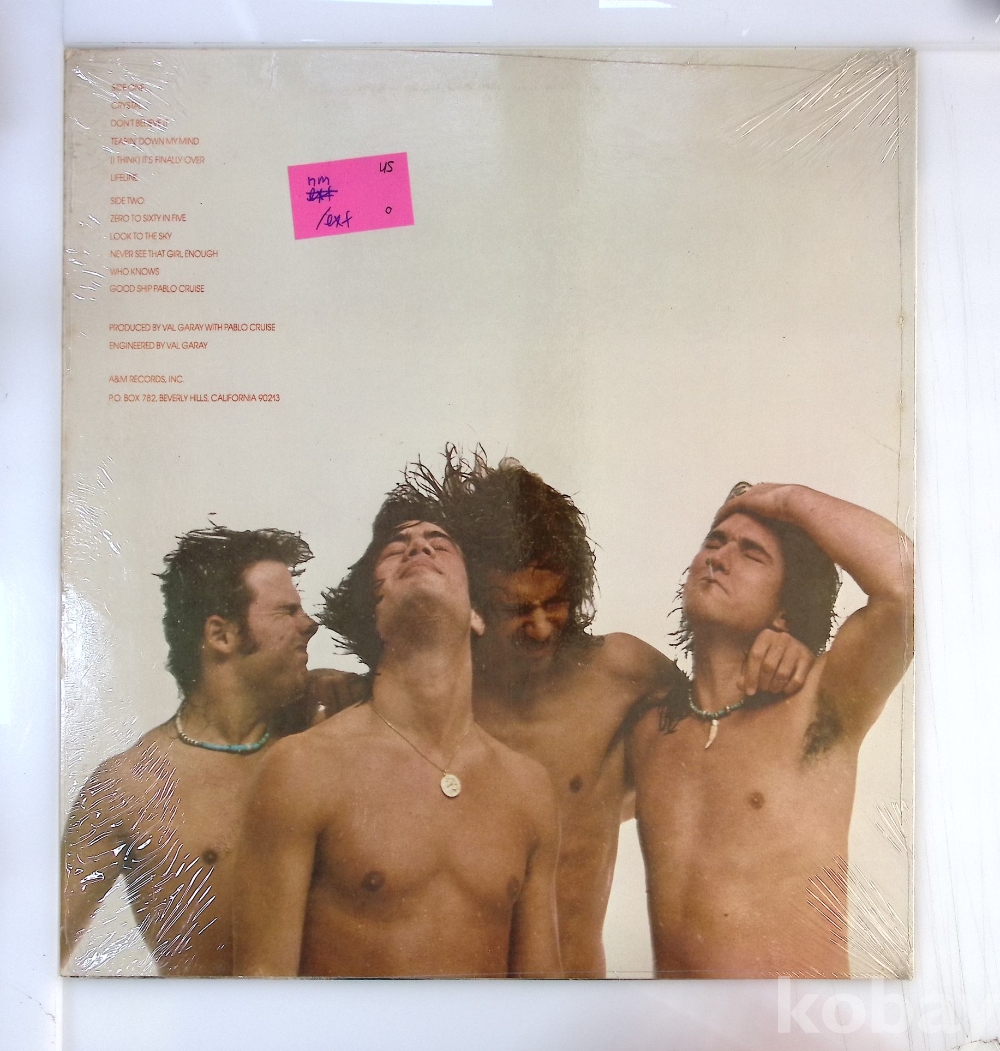 SIDE ONE
CRYSTAL
DON'T BELIEVE IT
TEARIN' DOWN MY MIND
(I THINK) IT'S FINALLY OVER
LIFELINE
SIDE TWO
ZERO TO SIXTY IN FIVE
LOOK TO THE SKY
NEVER SEE THAT GIRL ENOUGH
WHO KNOWS
GOOD SHIP PABLO CRUISE
PRODUCED BY VAL GARAY WITH PABLO CRUISE
ENGINEERED BY VAL GARAY
A&M RECORDS, INC.
P.O. BOX 782, BEVERLY HILLS, CALIFORNIA 90213
US
nm
/ext
O
kobay